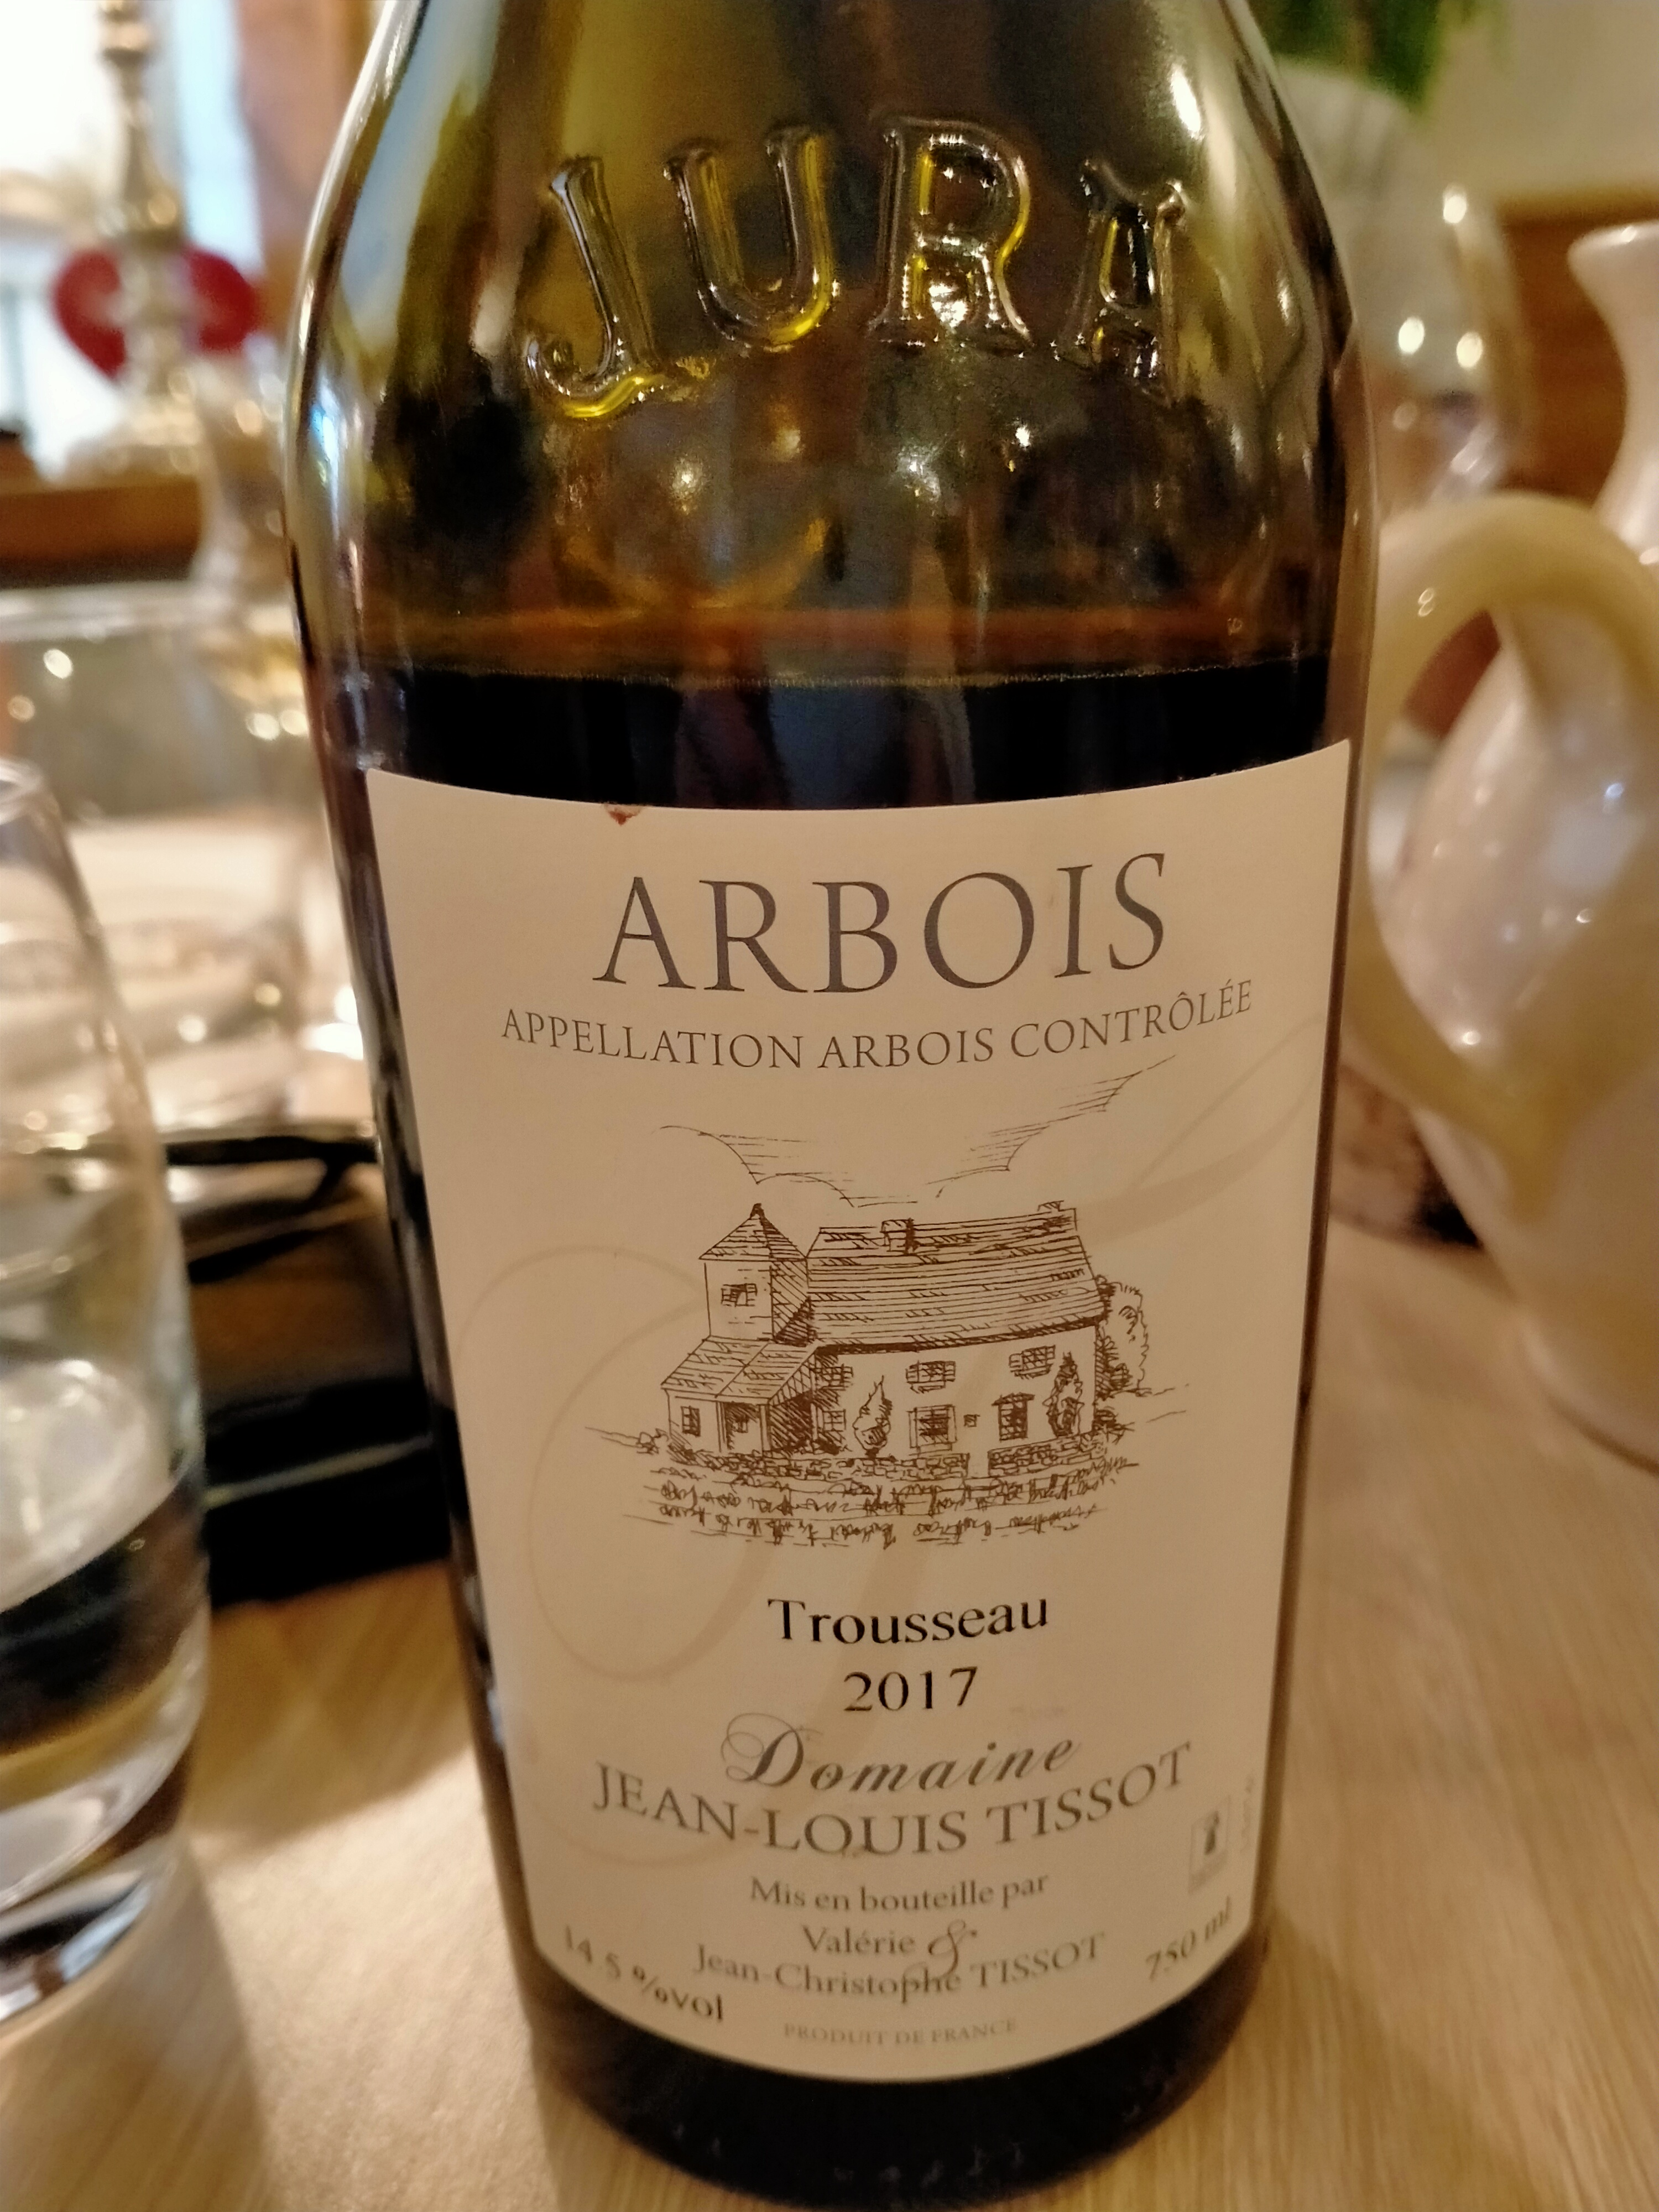 JURA
ARBOIS
APPELLATION ARBOIS CONTRÔLÉE
Trousseau
2017
Domaine
JEAN-LOUIS TISSOT
Mis en bouteille par
Valérie &
Jean-Christophe TISSOT
14 5 %vol
750 ml
PRODUIT DE FRANCE